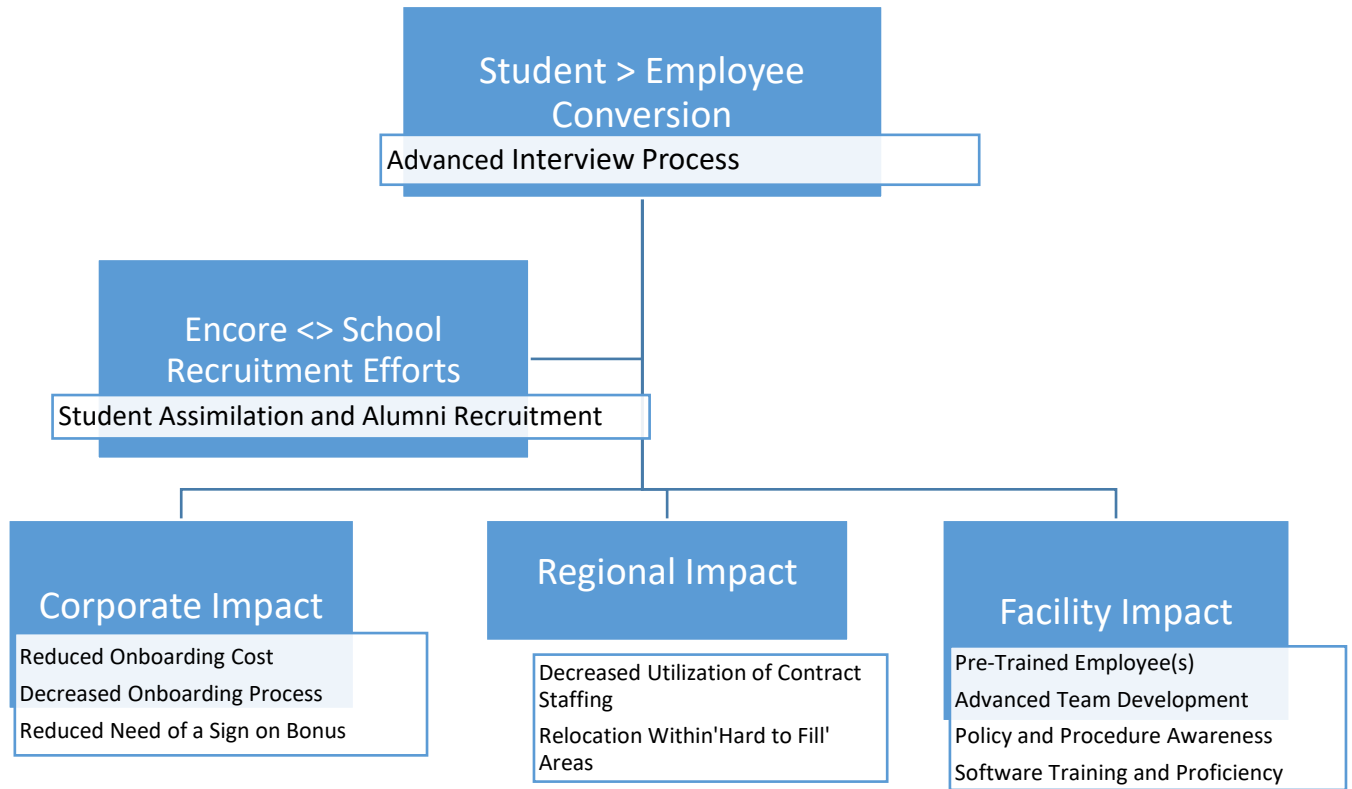 Student > Employee
Conversion
Advanced Interview Process
Encore <> School
Recruitment Efforts
Student Assimilation and Alumni Recruitment
Corporate Impact
Reduced Onboarding Cost
Decreased Onboarding Process
Reduced Need of a Sign on Bonus
Regional Impact
Decreased Utilization of Contract
Staffing
Relocation Within'Hard to Fill'
Areas
Facility Impact
Pre-Trained Employee(s)
Advanced Team Development
Policy and Procedure Awareness
Software Training and Proficiency